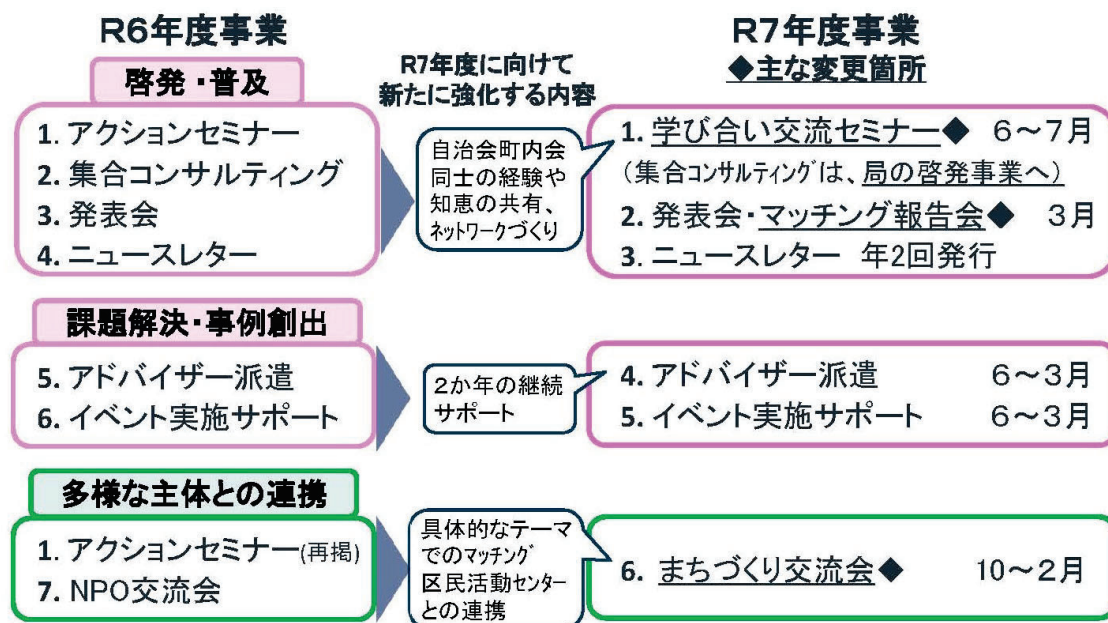 R6年度事業
啓発・普及
1. アクションセミナー
2. 集合コンサルティング
3. 発表会
4. ニュースレター
R7年度に向けて
新たに強化する内容
自治会町内会
同士の経験や
知恵の共有、
ネットワークづくり
R7年度事業
◆主な変更箇所
1. 学び合い交流セミナー◆ 6～7月
（集合コンサルティングは、局の啓発事業へ）
2. 発表会・マッチング報告会◆ 3月
3. ニュースレター 年2回発行
課題解決・事例創出
5. アドバイザー派遣
6. イベント実施サポート
2か年の継続
サポート
4. アドバイザー派遣 6～3月
5. イベント実施サポート 6～3月
多様な主体との連携
1. アクションセミナー(再掲)
7. NPO交流会
具体的なテーマ
でのマッチング
区民活動センター
との連携
6. まちづくり交流会◆ 10～2月